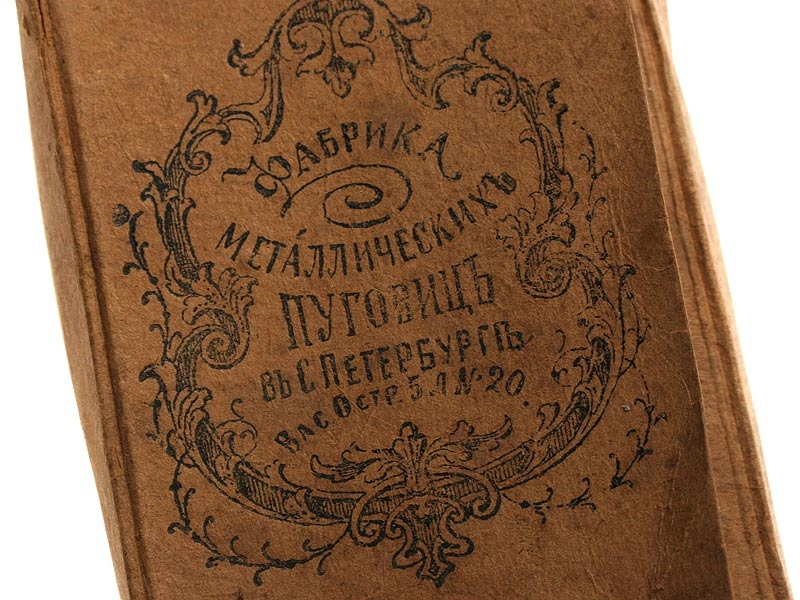 ФАБРИКА
МЕТАЛЛИЧЕСКИХЪ
ПУГОВИЦЪ
ВЪ С ПЕТЕРБУРГѢ
ВАС ОСТР. 5 Л № 20.